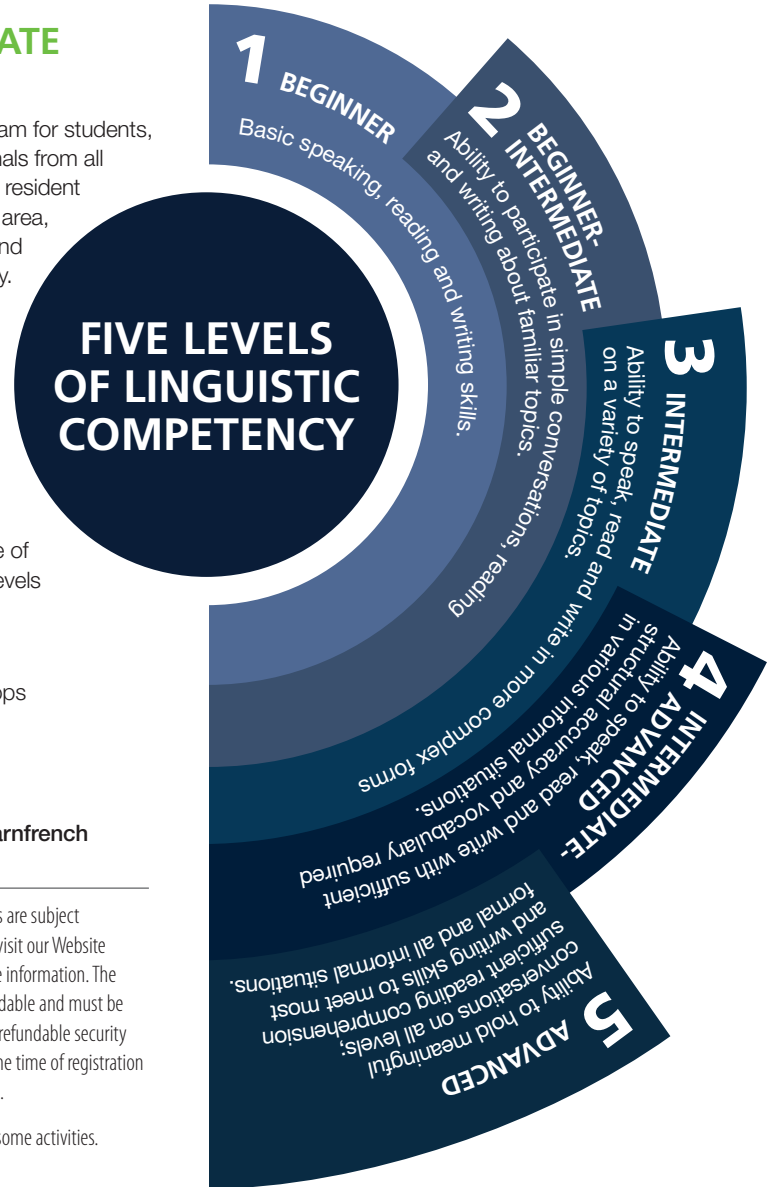 ATE
am for students,
nals from all
resident
area,
nd
y.
e of
evels
ops
arnfrench
s are subject
visit our Website
e information. The
dable and must be
refundable security
he time of registration
.
some activities.
FIVE LEVELS
OF LINGUISTIC
COMPETENCY
1 BEGINNER
Basic speaking, reading and writing skills.
2 BEGINNER-
INTERMEDIATE
Ability to participate in simple conversations, reading
and writing about familiar topics.
3 INTERMEDIATE
Ability to speak, read and write in more complex forms
on a variety of topics.
4 INTERMEDIATE-
ADVANCED
Ability to speak, read and write with sufficient
structural accuracy and vocabulary required
in various informal situations.
5 ADVANCED
Ability to hold meaningful
conversations on all levels;
sufficient reading comprehension
and writing skills to meet most
formal and all informal situations.